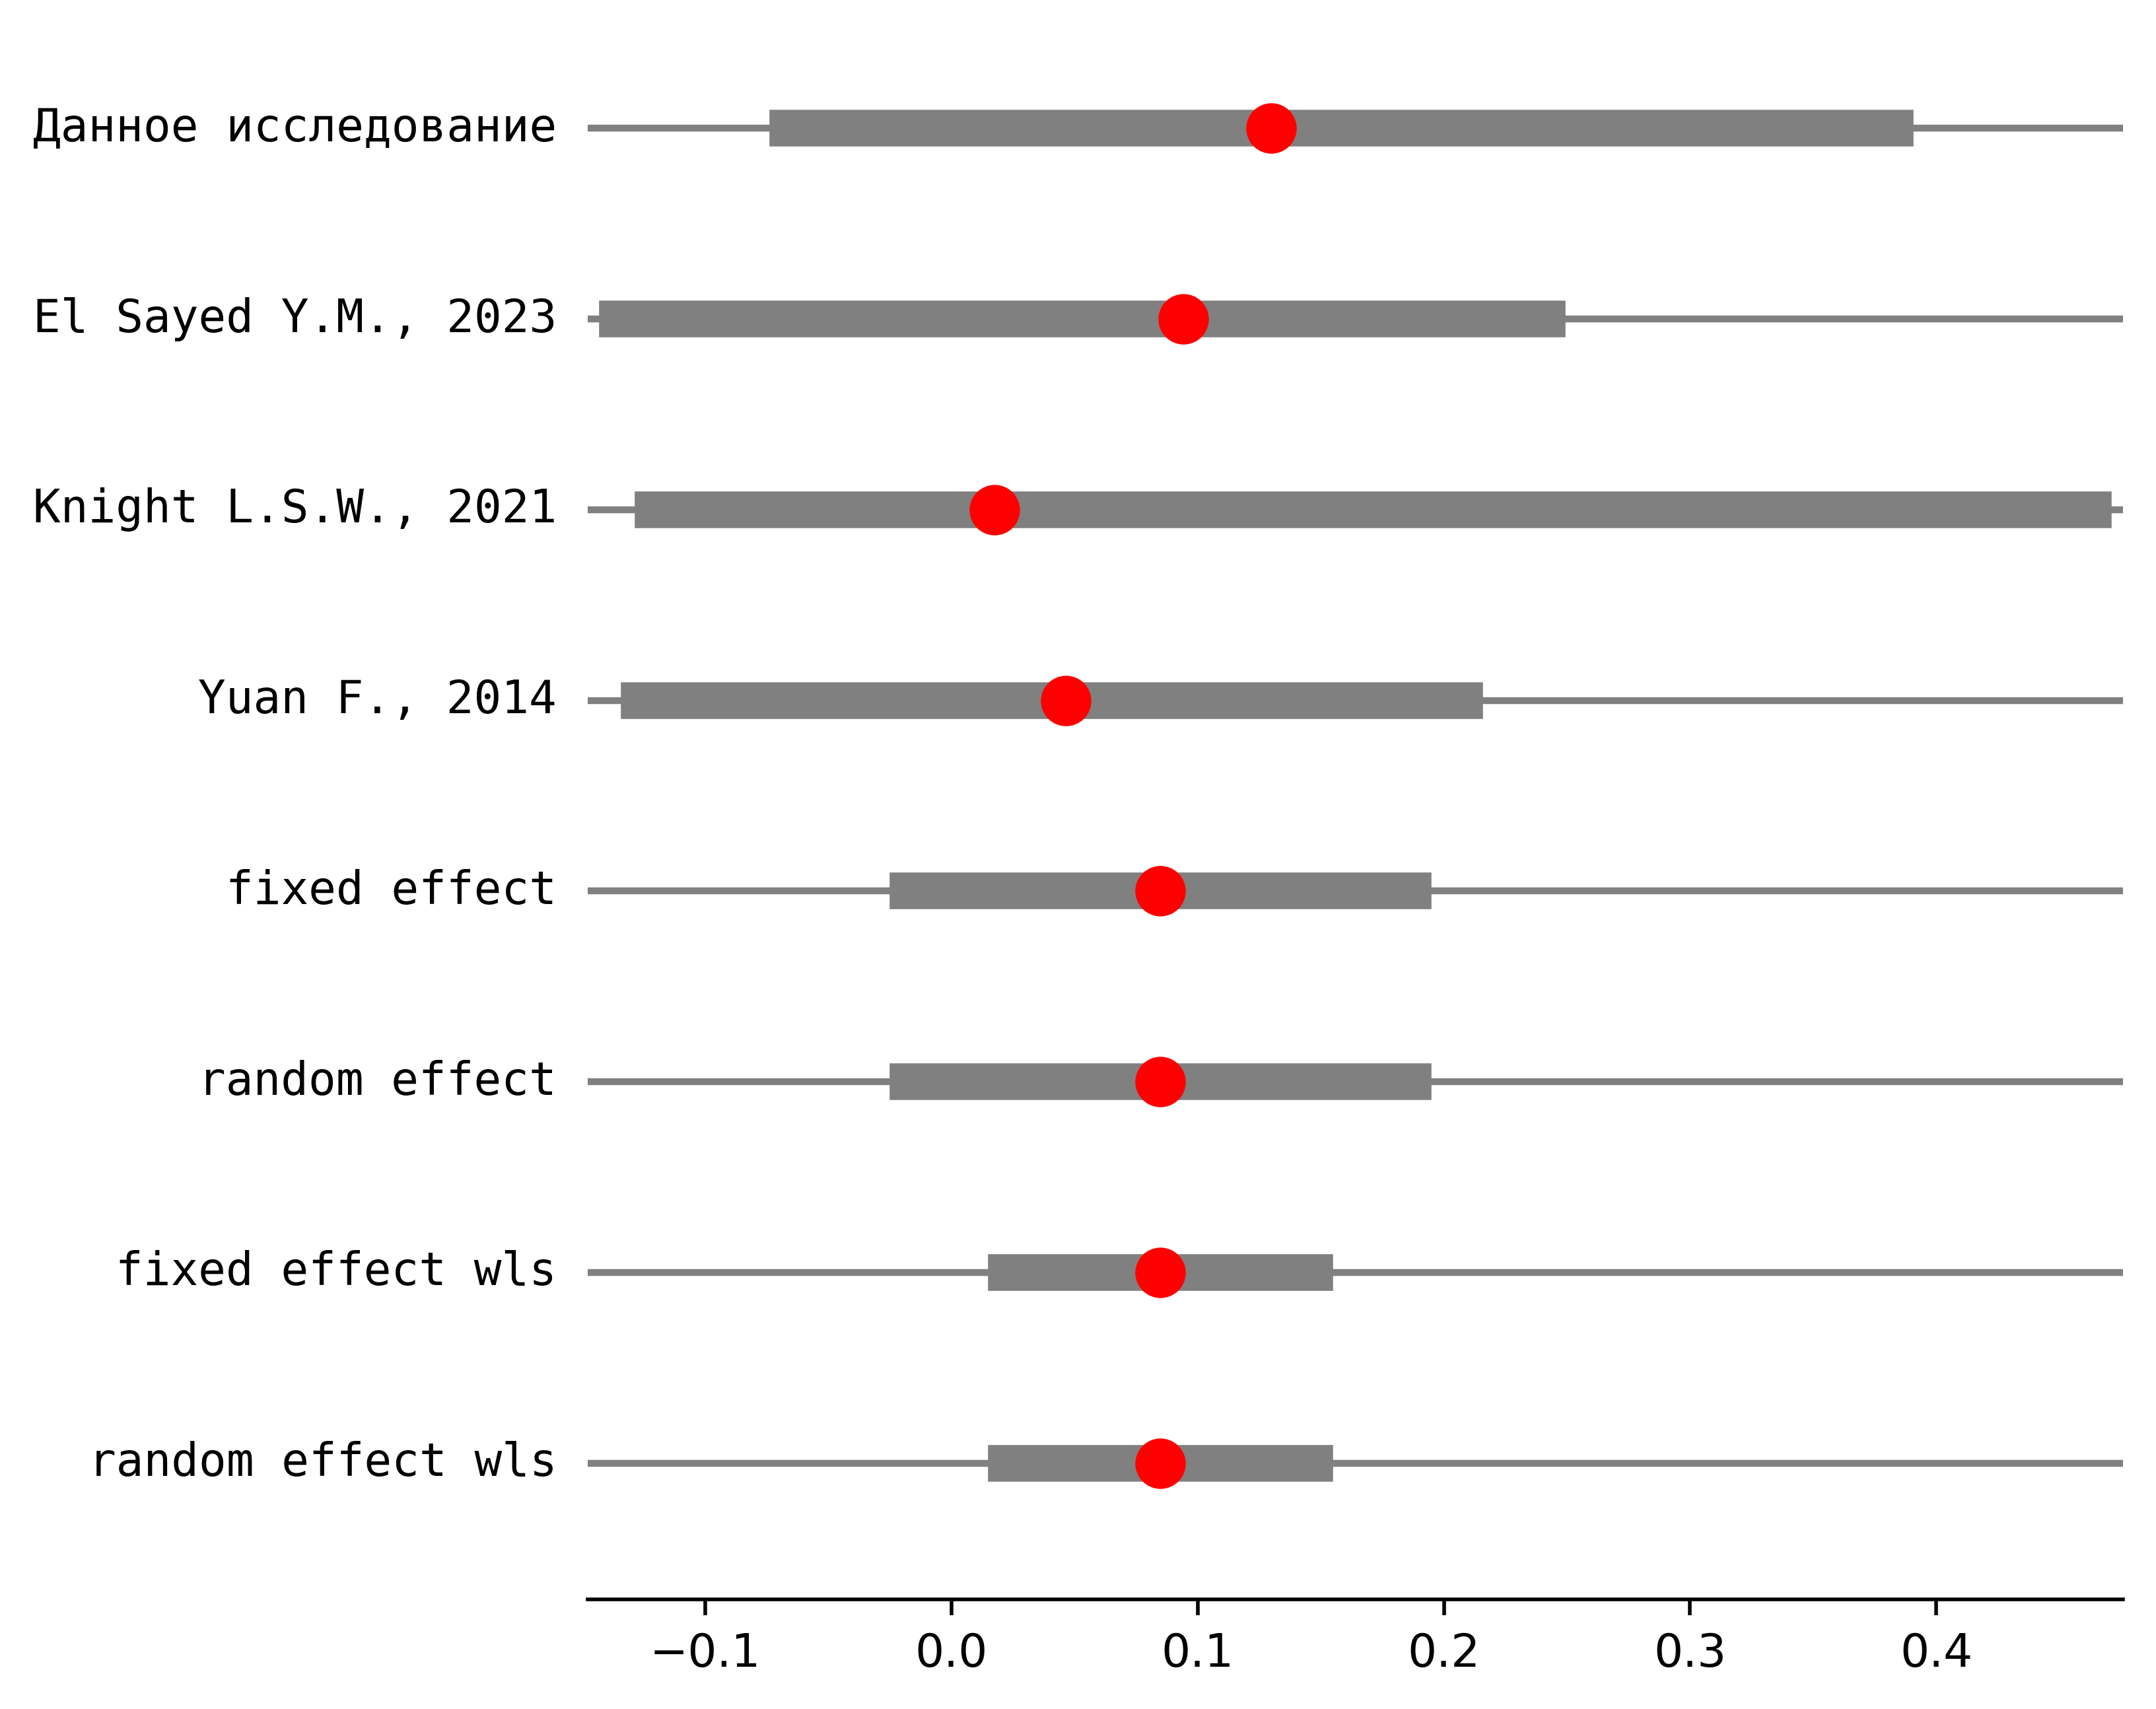 Данное исследование
El Sayed Y.M., 2023
Knight L.S.W., 2021
Yuan F., 2014
fixed effect
random effect
fixed effect wls
random effect wls
−0.1 0.0 0.1 0.2 0.3 0.4